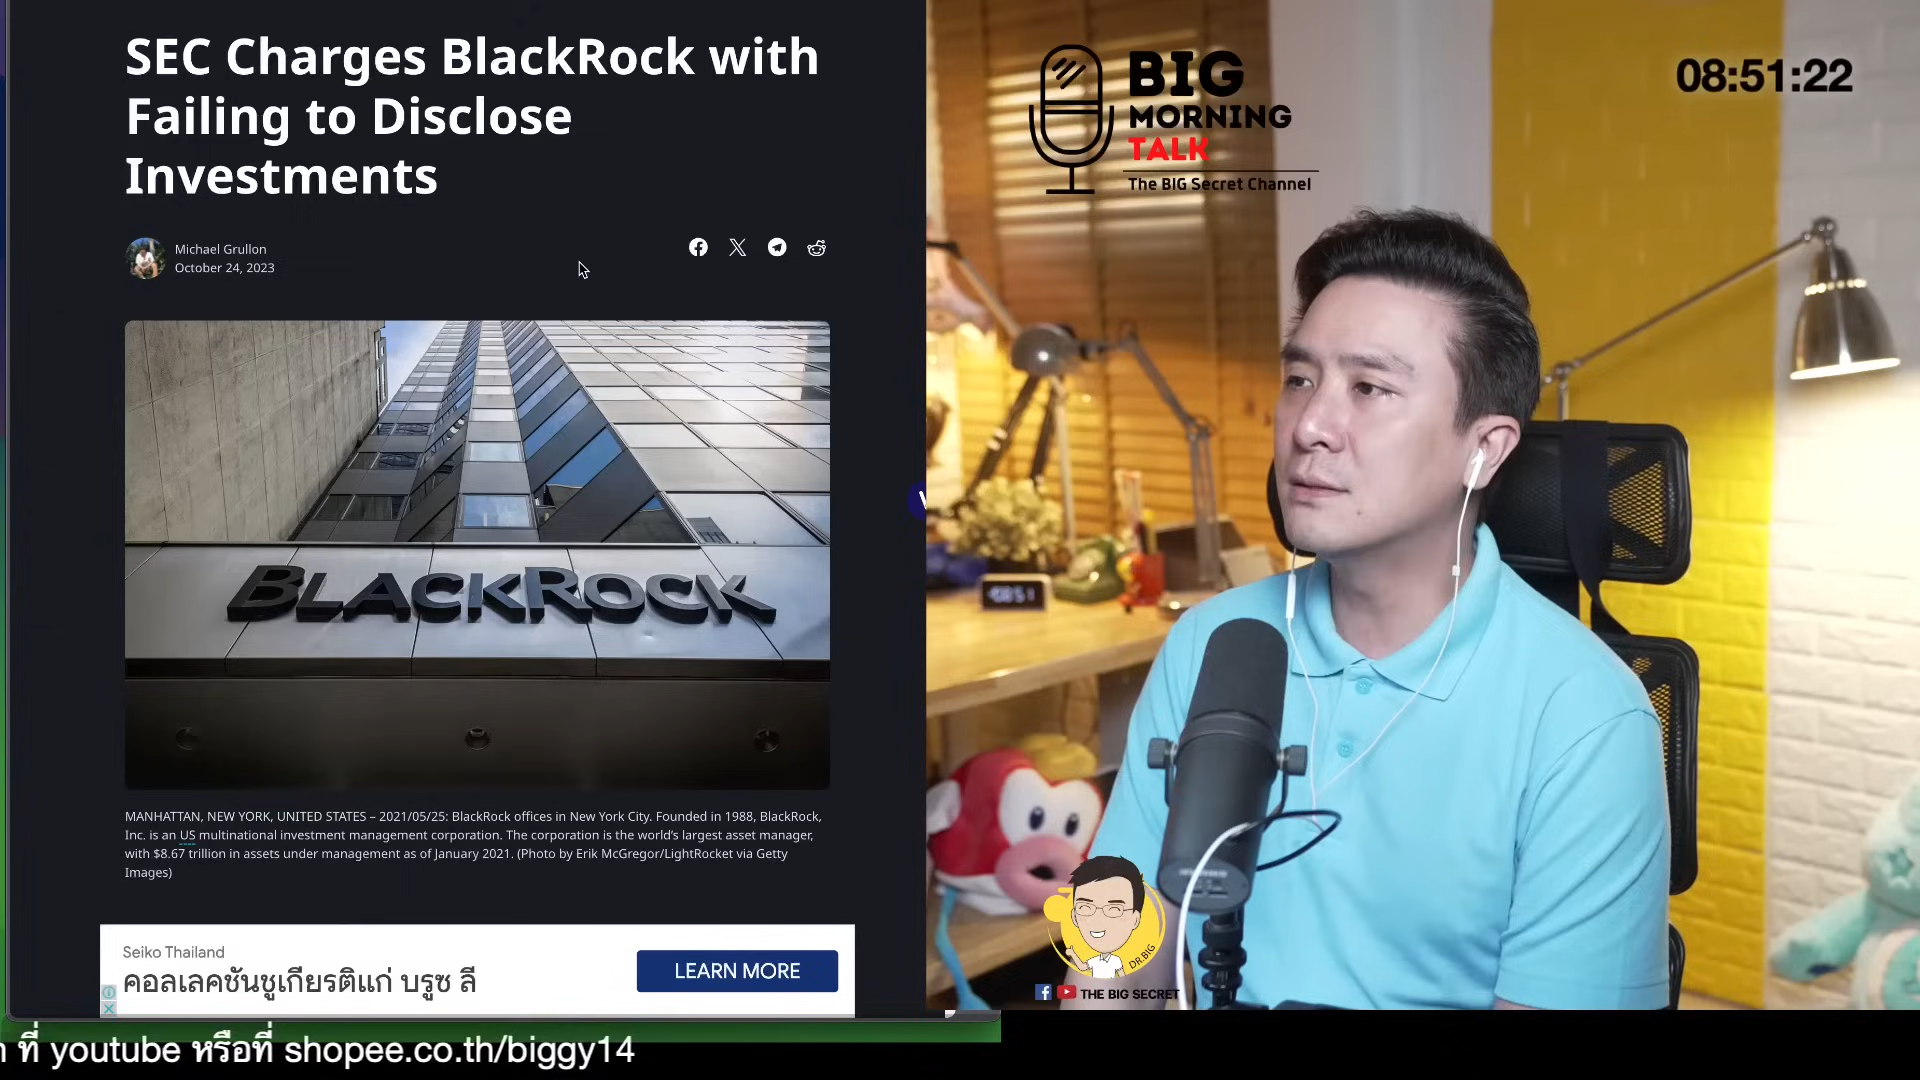 SEC Charges BlackRock with
Failing to Disclose
Investments
Michael Grullon
October 24, 2023
BLACKROCK
MANHATTAN, NEW YORK, UNITED STATES – 2021/05/25: BlackRock offices in New York City. Founded in 1988, BlackRock,
Inc. is an US multinational investment management corporation. The corporation is the world's largest asset manager,
with $8.67 trillion in assets under management as of January 2021. (Photo by Erik McGregor/LightRocket via Getty
Images)
Seiko Thailand
คอลเลคชันชูเกียรติแก่ บรูซ ลี
LEARN MORE
BIG
MORNING
TALK
The BIG Secret Channel
08:51:22
DR.BIG
THE BIG SECRET
ที่ youtube หรือที่ shopee.co.th/biggy14